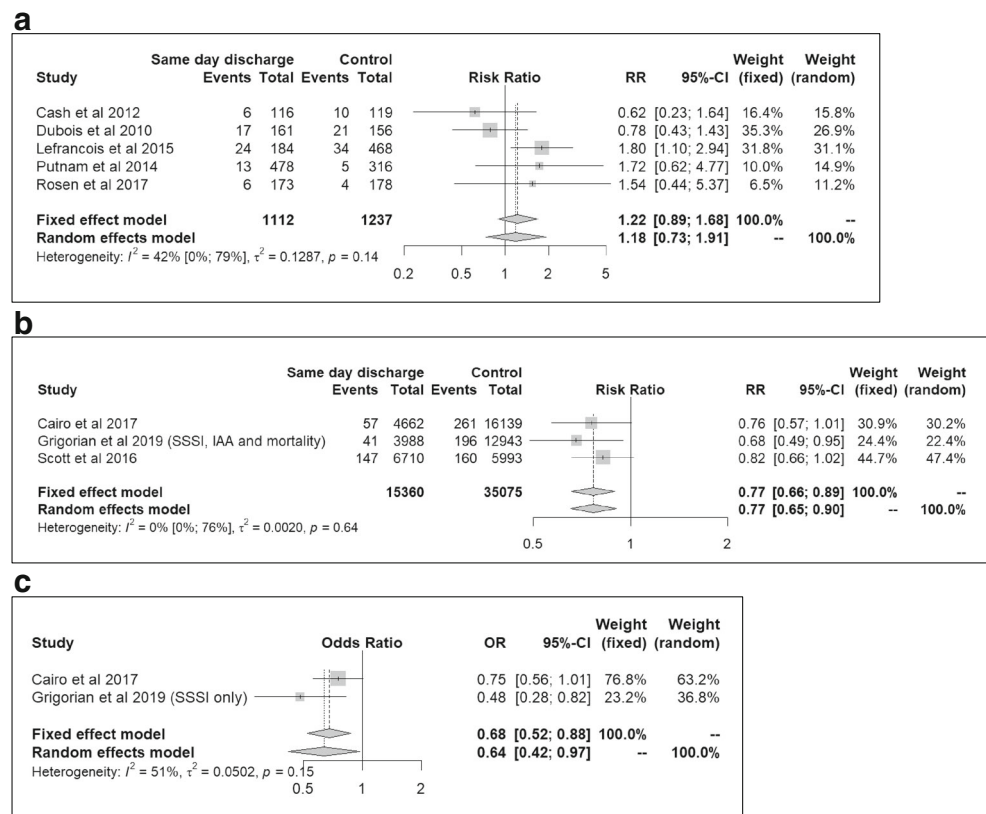 a
Same day discharge Control Weight Weight
Study Events Total Events Total Risk Ratio RR 95%-CI (fixed) (random)
Cash et al 2012 6 116 10 119 0.62 [0.23; 1.64] 16.4% 15.8%
Dubois et al 2010 17 161 21 156 0.78 [0.43; 1.43] 35.3% 26.9%
Lefrancois et al 2015 24 184 34 468 1.80 [1.10; 2.94] 31.8% 31.1%
Putnam et al 2014 13 478 5 316 1.72 [0.62; 4.77] 10.0% 14.9%
Rosen et al 2017 6 173 4 178 1.54 [0.44; 5.37] 6.5% 11.2%
Fixed effect model 1112 1237 1.22 [0.89; 1.68] 100.0% --
Random effects model 1.18 [0.73; 1.91] -- 100.0%
Heterogeneity: I² = 42% [0%; 79%], τ² = 0.1287, p = 0.14
0.2 0.5 1 2 5
b
Same day discharge Control Weight Weight
Study Events Total Events Total Risk Ratio RR 95%-CI (fixed) (random)
Cairo et al 2017 57 4662 261 16139 0.76 [0.57; 1.01] 30.9% 30.2%
Grigorian et al 2019 (SSSI, IAA and mortality) 41 3988 196 12943 0.68 [0.49; 0.95] 24.4% 22.4%
Scott et al 2016 147 6710 160 5993 0.82 [0.66; 1.02] 44.7% 47.4%
Fixed effect model 15360 35075 0.77 [0.66; 0.89] 100.0% --
Random effects model 0.77 [0.65; 0.90] -- 100.0%
Heterogeneity: I² = 0% [0%; 76%], τ² = 0.0020, p = 0.64
0.5 1 2
c
Weight Weight
Study Odds Ratio OR 95%-CI (fixed) (random)
Cairo et al 2017 0.75 [0.56; 1.01] 76.8% 63.2%
Grigorian et al 2019 (SSSI only) 0.48 [0.28; 0.82] 23.2% 36.8%
Fixed effect model 0.68 [0.52; 0.88] 100.0% --
Random effects model 0.64 [0.42; 0.97] -- 100.0%
Heterogeneity: I² = 51%, τ² = 0.0502, p = 0.15
0.5 1 2